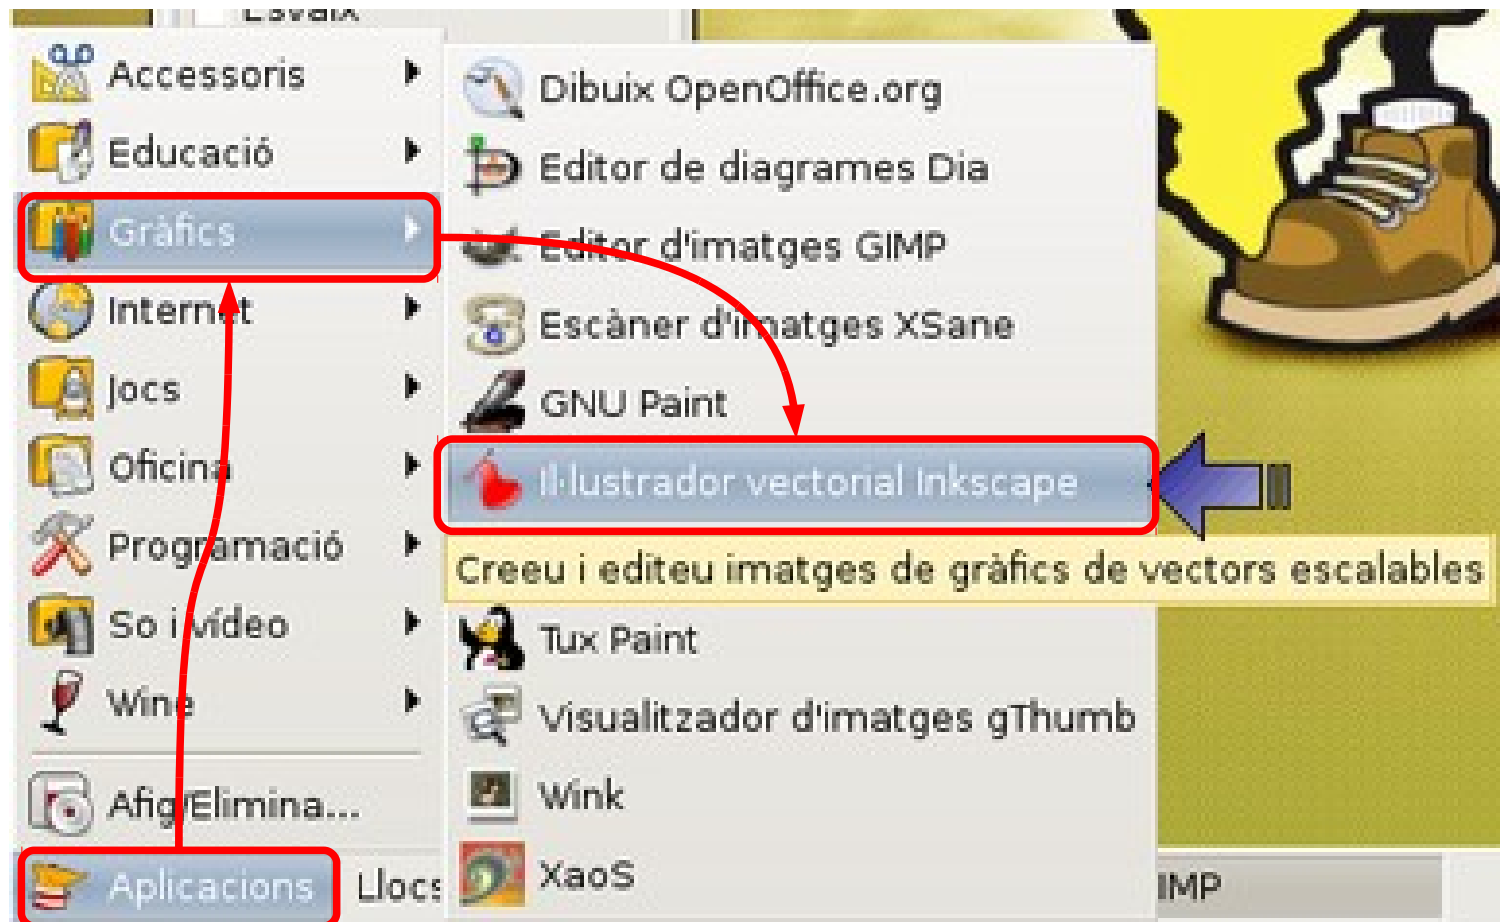 Esvaïx
Accessoris
Educació
Gràfics
Internet
Jocs
Oficina
Programació
So i vídeo
Wine
Afig/Elimina...
Aplicacions
Llocs
Dibuix OpenOffice.org
Editor de diagrames Dia
Editor d'imatges GIMP
Escàner d'imatges XSane
GNU Paint
Il·lustrador vectorial Inkscape
Creeu i editeu imatges de gràfics de vectors escalables
Tux Paint
Visualitzador d'imatges gThumb
Wink
XaoS
IMP